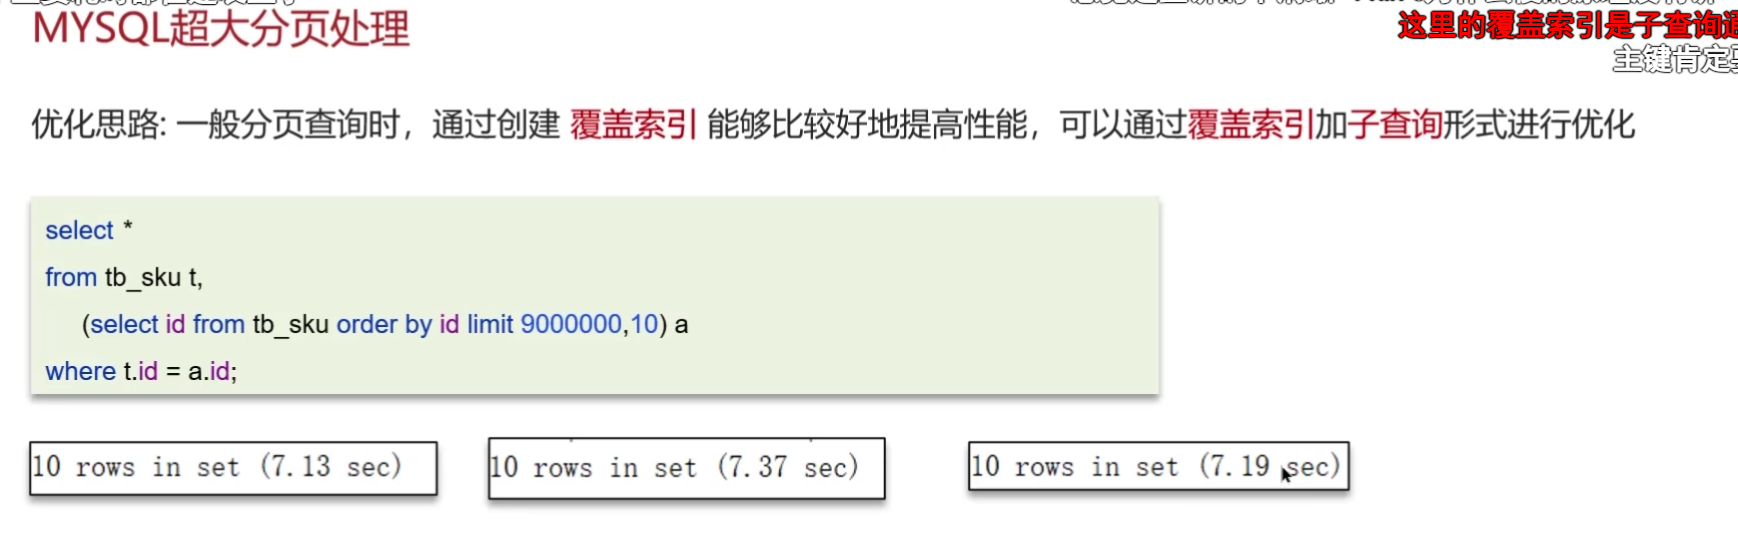 MYSQL超大分页处理
这里的覆盖索引是子查询
主键肯定
优化思路: 一般分页查询时，通过创建 覆盖索引 能够比较好地提高性能，可以通过覆盖索引加子查询形式进行优化
select *
from tb_sku t,
(select id from tb_sku order by id limit 9000000,10) a
where t.id = a.id;
10 rows in set (7.13 sec)
10 rows in set (7.37 sec)
10 rows in set (7.19 sec)